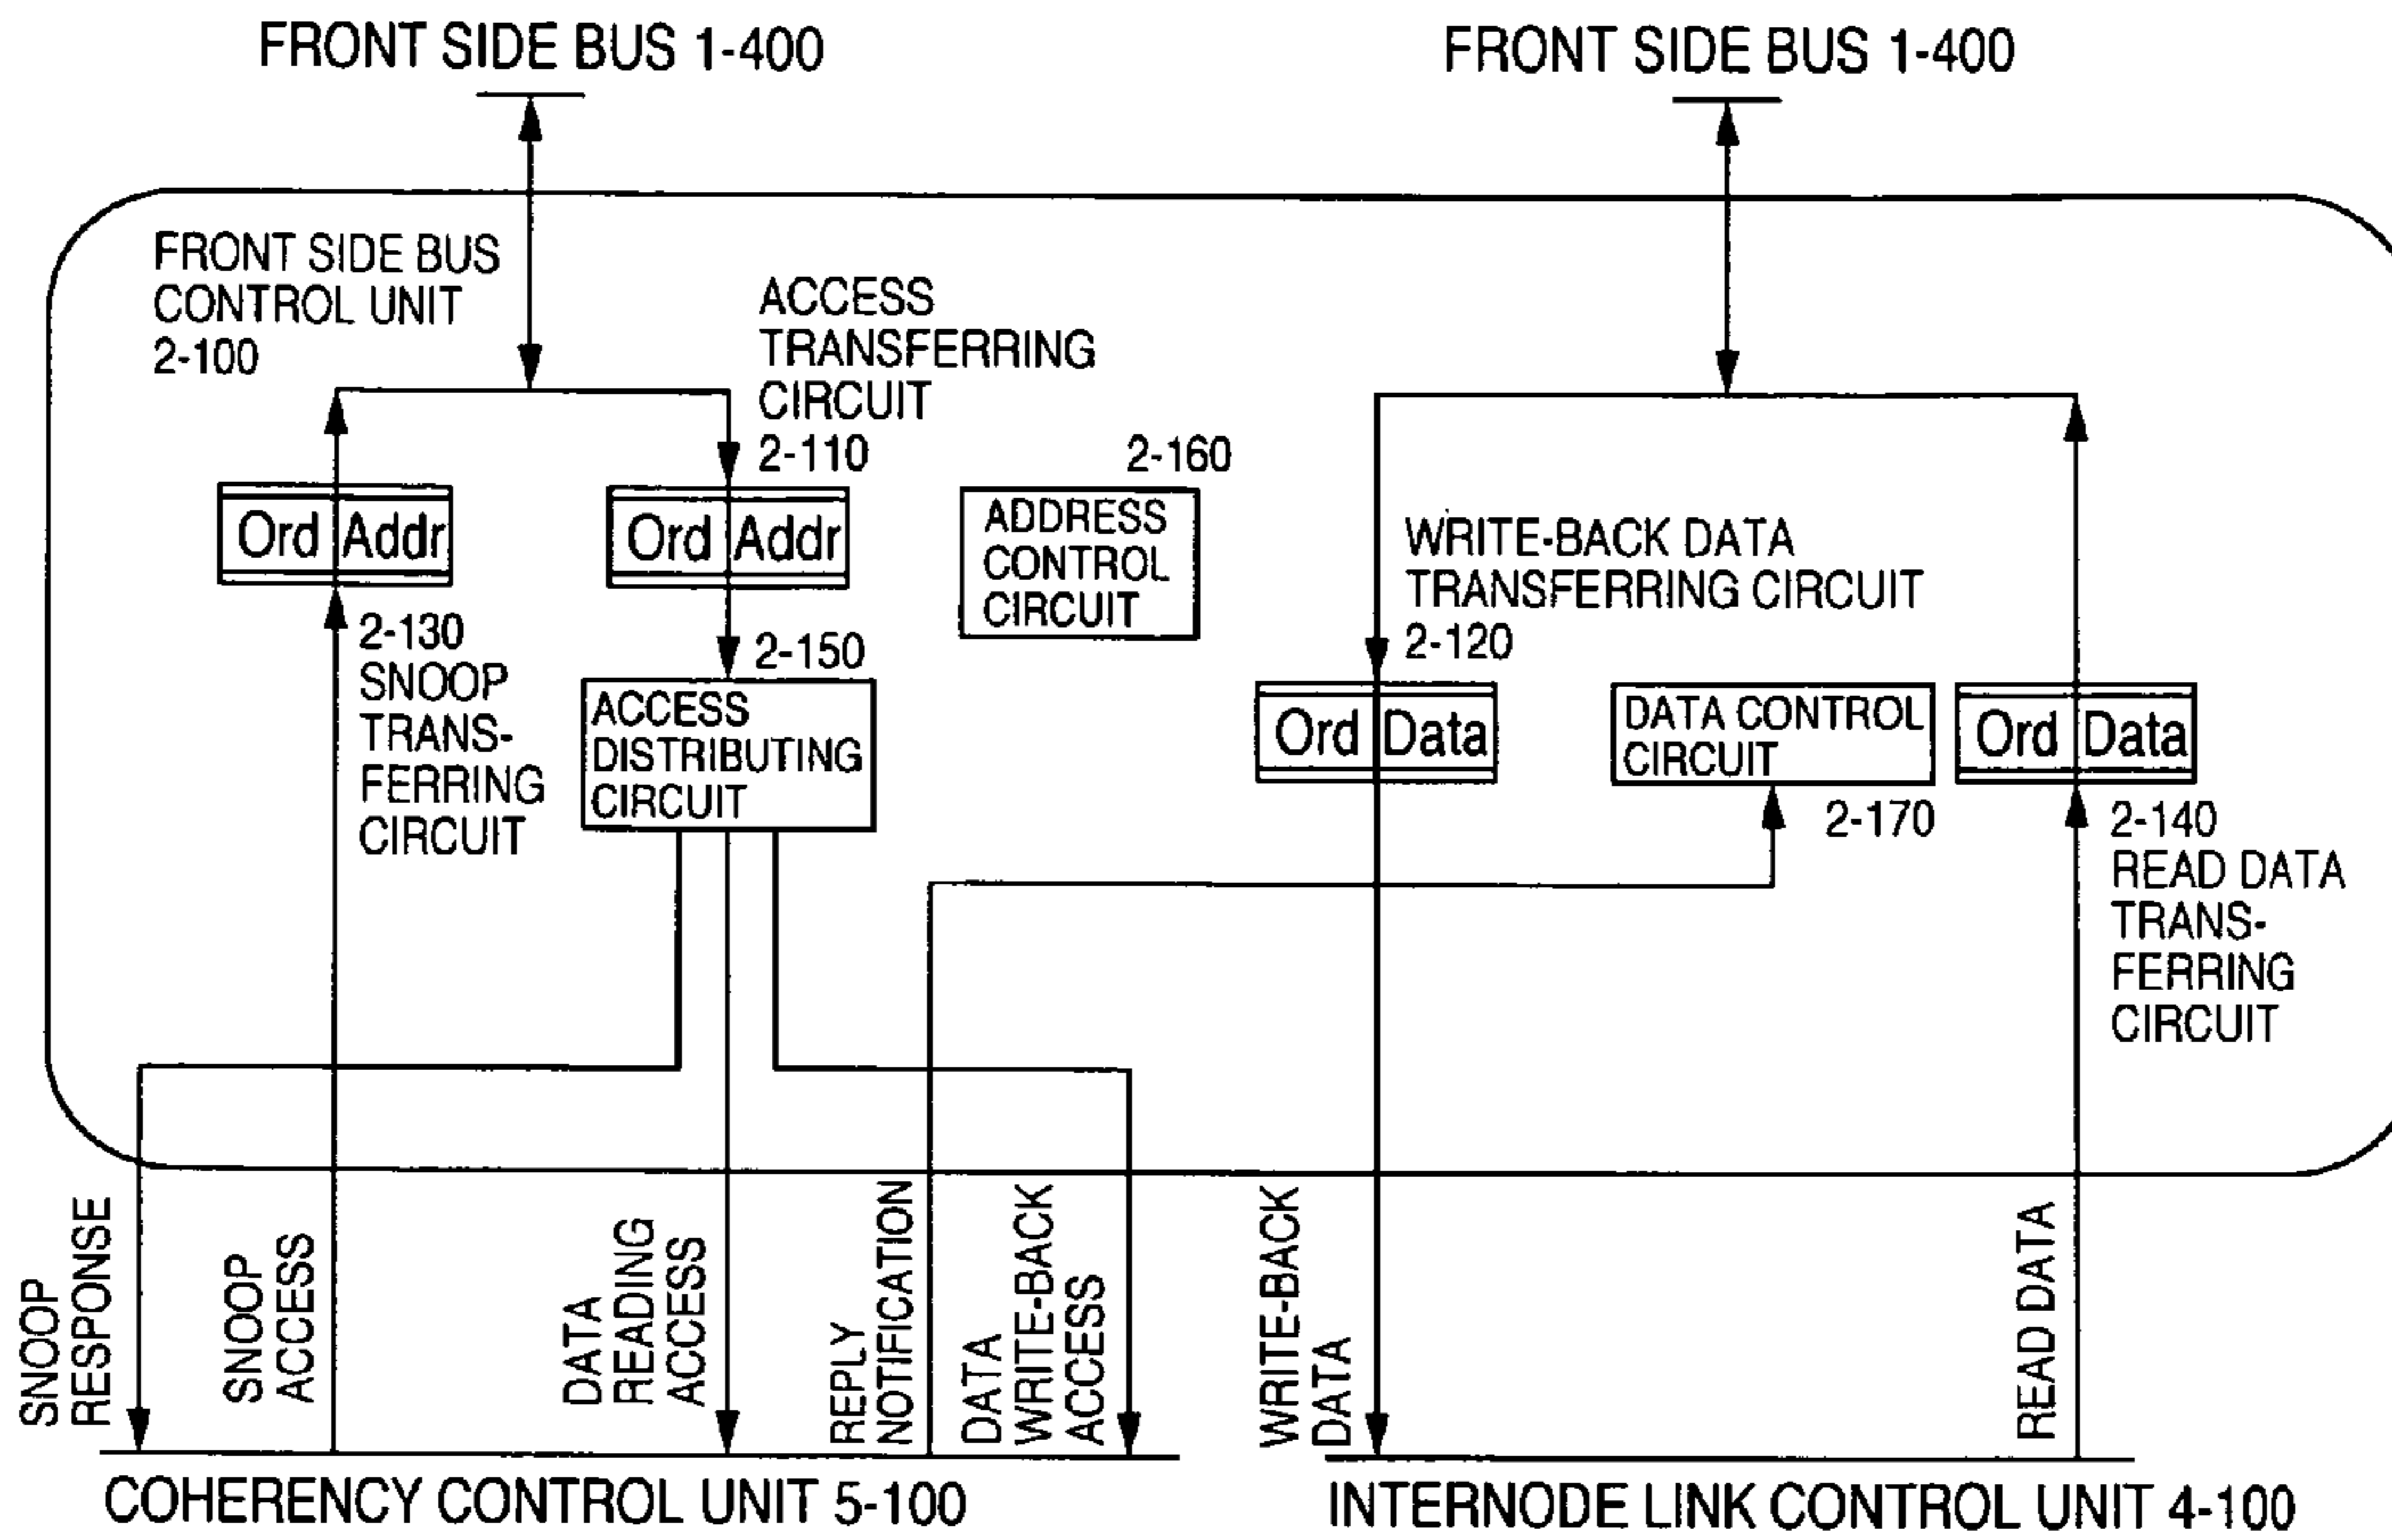 FRONT SIDE BUS 1-400
FRONT SIDE BUS 1-400
FRONT SIDE BUS
CONTROL UNIT
2-100
ACCESS
TRANSFERRING
CIRCUIT
2-110
2-160
Ord Addr
Ord Addr
ADDRESS
CONTROL
CIRCUIT
WRITE-BACK DATA
TRANSFERRING CIRCUIT
2-120
2-130
SNOOP
TRANS-
FERRING
CIRCUIT
2-150
ACCESS
DISTRIBUTING
CIRCUIT
Ord Data
DATA CONTROL
CIRCUIT
2-170
Ord Data
2-140
READ DATA
TRANS-
FERRING
CIRCUIT
SNOOP
RESPONSE
SNOOP
ACCESS
DATA
READING
ACCESS
REPLY
NOTIFICATION
DATA
WRITE-BACK
ACCESS
WRITE-BACK
DATA
READ DATA
COHERENCY CONTROL UNIT 5-100
INTERNODE LINK CONTROL UNIT 4-100